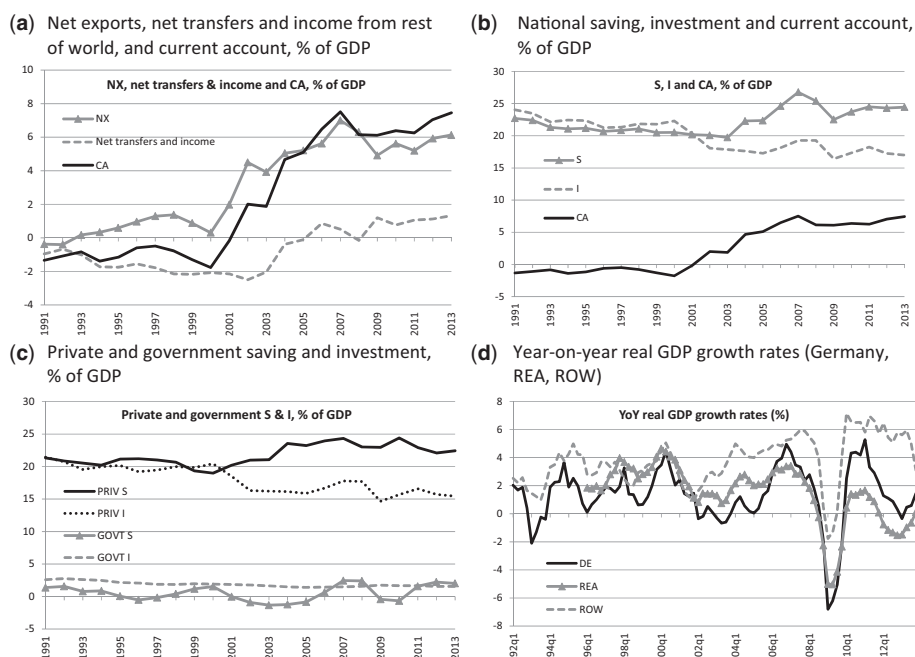 (a) Net exports, net transfers and income from rest
of world, and current account, % of GDP
NX, net transfers & income and CA, % of GDP
10
8
6
4
2
0
-2
-4
NX
Net transfers and income
CA
1991
1993
1995
1997
1999
2001
2003
2005
2007
2009
2011
2013
(b) National saving, investment and current account,
% of GDP
S, I and CA, % of GDP
30
25
20
15
10
5
0
-5
S
I
CA
1991
1993
1995
1997
1999
2001
2003
2005
2007
2009
2011
2013
(c) Private and government saving and investment,
% of GDP
Private and government S & I, % of GDP
30
25
20
15
10
5
0
-5
PRIV S
PRIV I
GOVT S
GOVT I
1991
1993
1995
1997
1999
2001
2003
2005
2007
2009
2011
2013
(d) Year-on-year real GDP growth rates (Germany,
REA, ROW)
YoY real GDP growth rates (%)
8
6
4
2
0
-2
-4
-6
-8
DE
REA
ROW
92q1
94q1
96q1
98q1
00q1
02q1
04q1
06q1
08q1
10q1
12q1